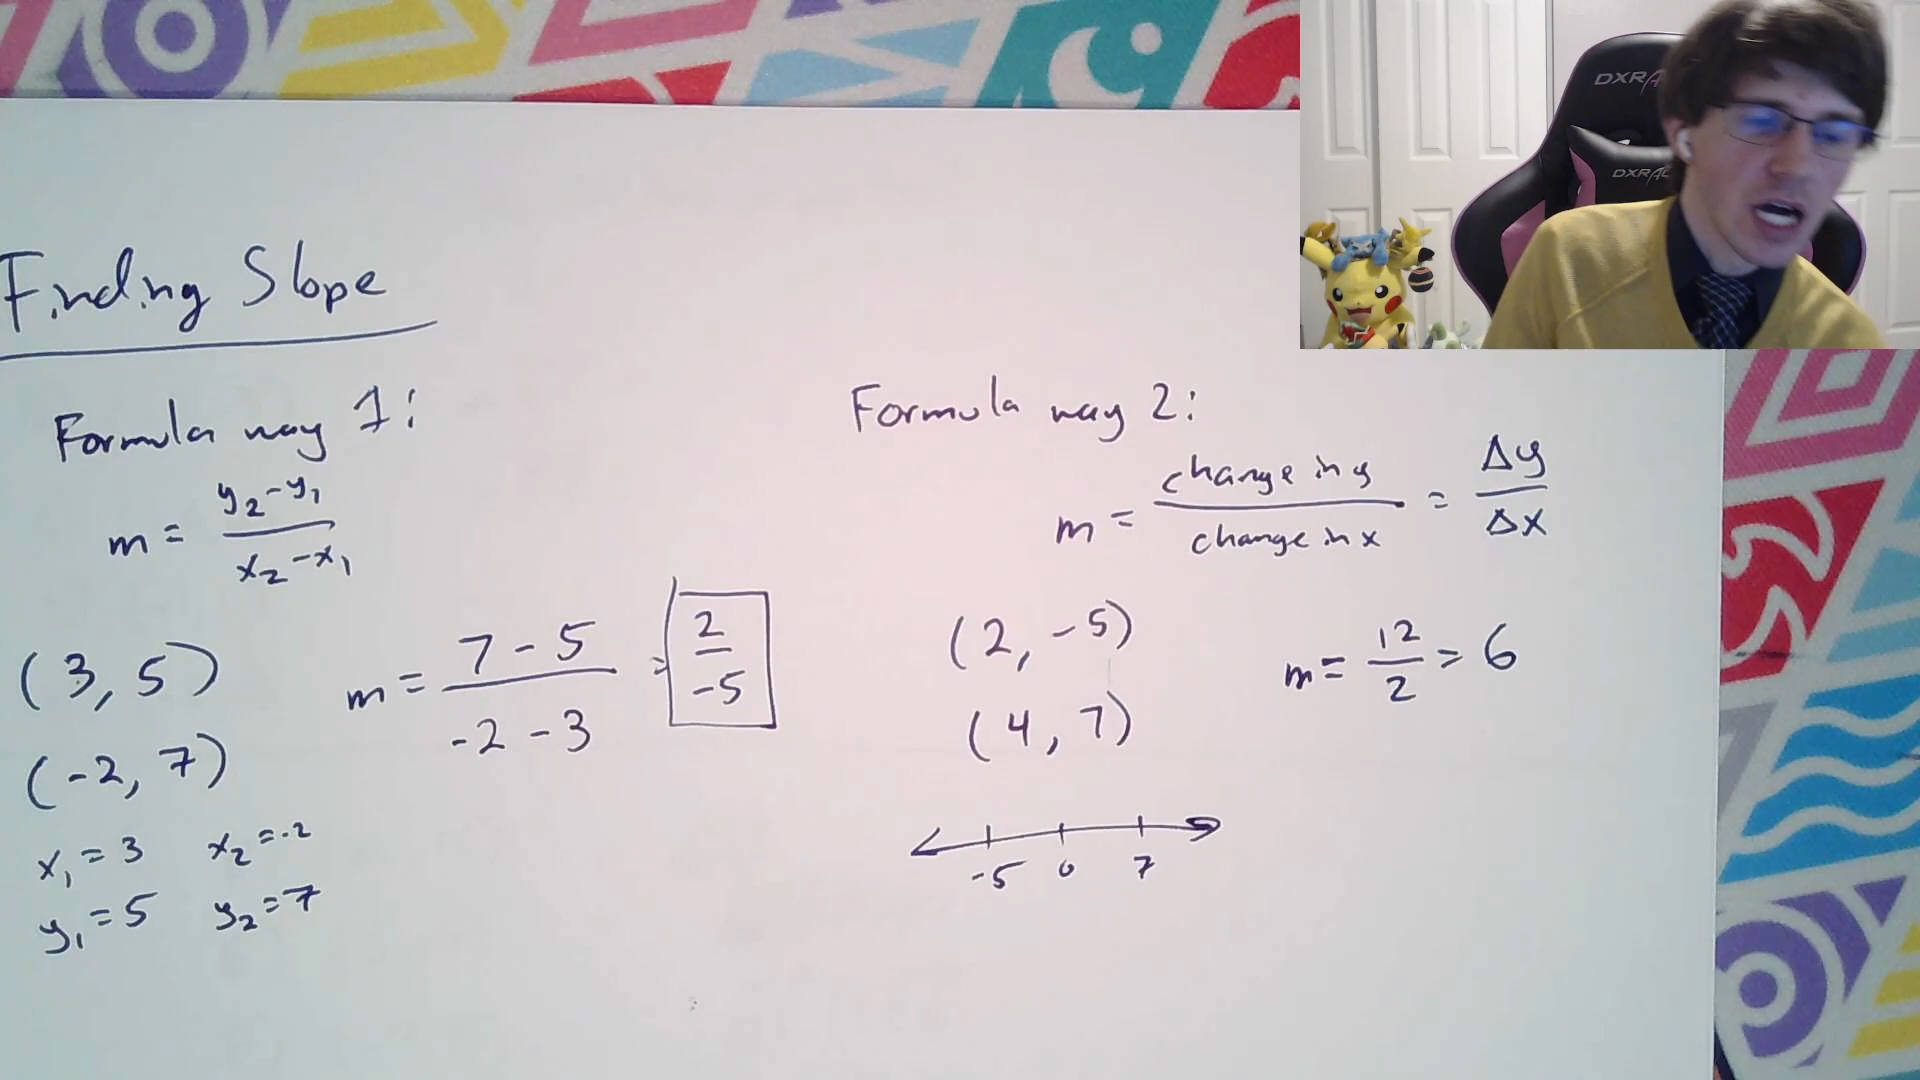 Finding Slope
Formula way 1:
m = y₂-y₁ / x₂-x₁
(3, 5)
(-2, 7)
x₁ = 3 x₂ = -2
y₁ = 5 y₂ = 7
m = 7 - 5 / -2 - 3 = 2 / -5
Formula way 2:
m = change in y / change in x = Δy / Δx
(2, -5)
(4, 7)
m = 12 / 2 = 6
-5 0 7
DXRA
DXRAC